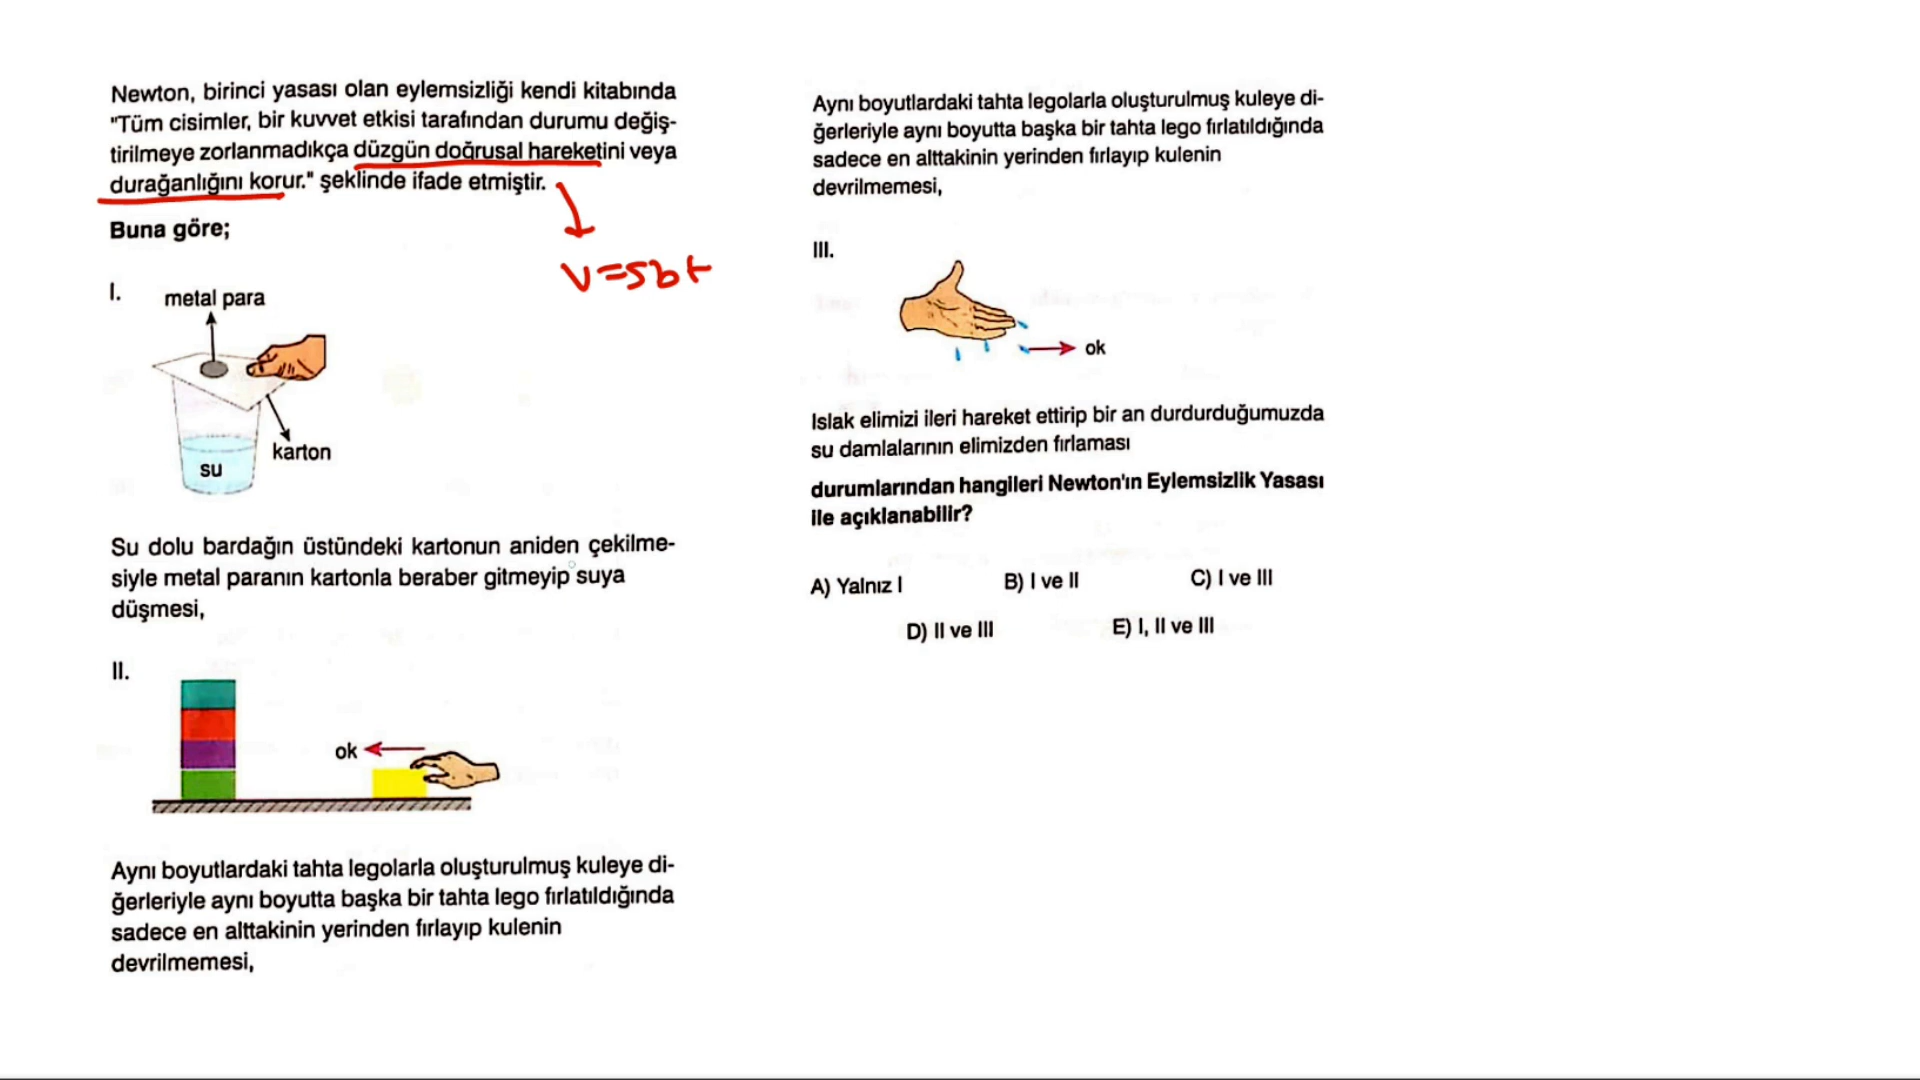 Newton, birinci yasası olan eylemsizliği kendi kitabında
"Tüm cisimler, bir kuvvet etkisi tarafından durumu değiş-
tirilmeye zorlanmadıkça düzgün doğrusal hareketini veya
durağanlığını korur." şeklinde ifade etmiştir.
Buna göre;
V=sbt
I.
metal para
karton
su
Su dolu bardağın üstündeki kartonun aniden çekilme-
siyle metal paranın kartonla beraber gitmeyip suya
düşmesi,
II.
ok
Aynı boyutlardaki tahta legolarla oluşturulmuş kuleye di-
ğerleriyle aynı boyutta başka bir tahta lego fırlatıldığında
sadece en alttakinin yerinden fırlayıp kulenin
devrilmemesi,
Aynı boyutlardaki tahta legolarla oluşturulmuş kuleye di-
ğerleriyle aynı boyutta başka bir tahta lego fırlatıldığında
sadece en alttakinin yerinden fırlayıp kulenin
devrilmemesi,
III.
ok
Islak elimizi ileri hareket ettirip bir an durdurduğumuzda
su damlalarının elimizden fırlaması
durumlarından hangileri Newton'ın Eylemsizlik Yasası
ile açıklanabilir?
A) Yalnız I B) I ve II C) I ve III
D) II ve III E) I, II ve III